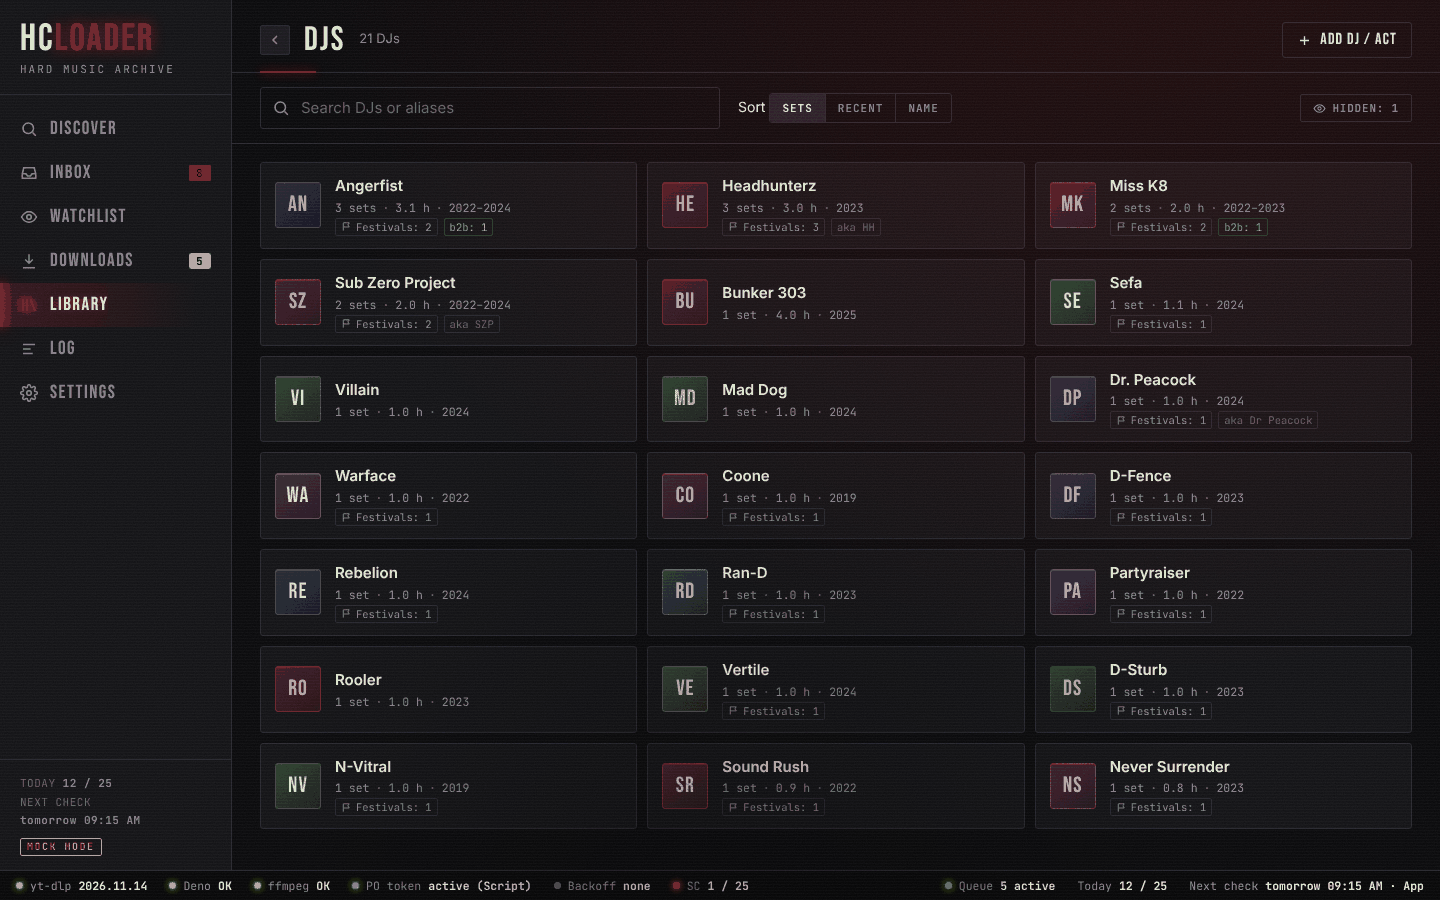 HCLOADER
HARD MUSIC ARCHIVE
DISCOVER
INBOX 8
WATCHLIST
DOWNLOADS 5
LIBRARY
LOG
SETTINGS
TODAY 12 / 25
NEXT CHECK
tomorrow 09:15 AM
MOCK MODE
DJS 21 DJs
+ ADD DJ / ACT
Search DJs or aliases
Sort SETS RECENT NAME
HIDDEN: 1
AN
Angerfist
3 sets · 3.1 h · 2022–2024
Festivals: 2 b2b: 1
HE
Headhunterz
3 sets · 3.0 h · 2023
Festivals: 3 aka HH
MK
Miss K8
2 sets · 2.0 h · 2022–2023
Festivals: 2 b2b: 1
SZ
Sub Zero Project
2 sets · 2.0 h · 2022–2024
Festivals: 2 aka SZP
BU
Bunker 303
1 set · 4.0 h · 2025
SE
Sefa
1 set · 1.1 h · 2024
Festivals: 1
VI
Villain
1 set · 1.0 h · 2024
MD
Mad Dog
1 set · 1.0 h · 2024
DP
Dr. Peacock
1 set · 1.0 h · 2024
Festivals: 1 aka Dr Peacock
WA
Warface
1 set · 1.0 h · 2022
Festivals: 1
CO
Coone
1 set · 1.0 h · 2019
Festivals: 1
DF
D-Fence
1 set · 1.0 h · 2023
Festivals: 1
RE
Rebelion
1 set · 1.0 h · 2024
Festivals: 1
RD
Ran-D
1 set · 1.0 h · 2023
Festivals: 1
PA
Partyraiser
1 set · 1.0 h · 2022
Festivals: 1
RO
Rooler
1 set · 1.0 h · 2023
VE
Vertile
1 set · 1.0 h · 2024
Festivals: 1
DS
D-Sturb
1 set · 1.0 h · 2023
Festivals: 1
NV
N-Vitral
1 set · 1.0 h · 2019
Festivals: 1
SR
Sound Rush
1 set · 0.9 h · 2022
Festivals: 1
NS
Never Surrender
1 set · 0.8 h · 2023
Festivals: 1
yt-dlp 2026.11.14 Deno OK ffmpeg OK PO token active (Script) Backoff none SC 1 / 25 Queue 5 active Today 12 / 25 Next check tomorrow 09:15 AM · App